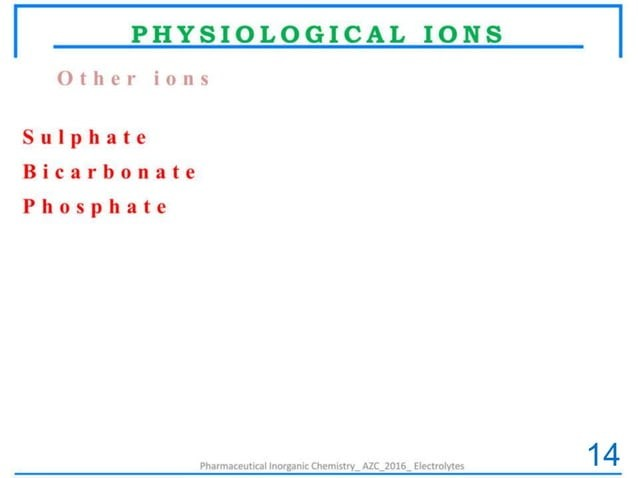 PHYSIOLOGICAL IONS
Other ions
Sulphate
Bicarbonate
Phosphate
Pharmaceutical Inorganic Chemistry_ AZC_2016_ Electrolytes
14